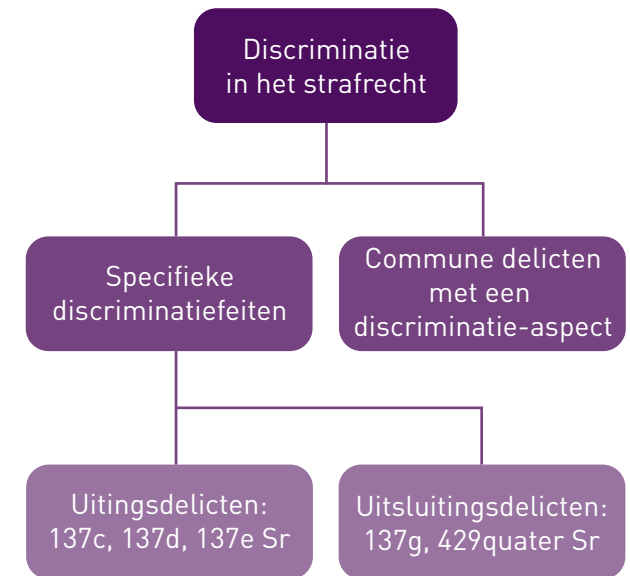 Discriminatie
in het strafrecht
Specifieke
discriminatiefeiten
Commune delicten
met een
discriminatie-aspect
Uitingsdelicten:
137c, 137d, 137e Sr
Uitsluitingsdelicten:
137g, 429quater Sr